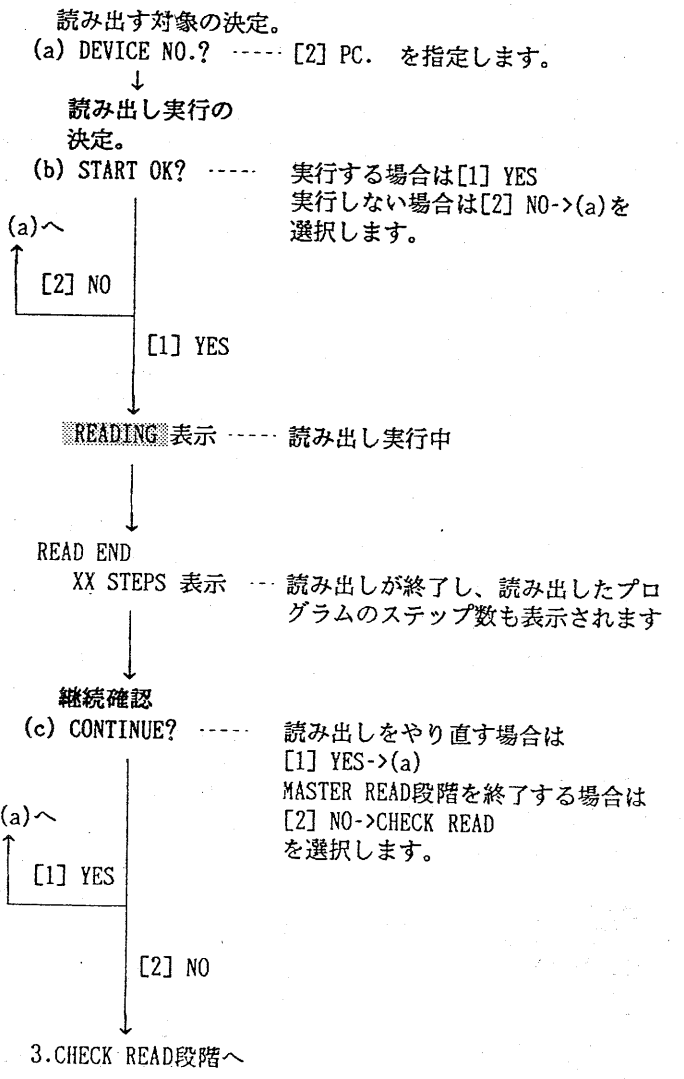 読み出す対象の決定。
(a) DEVICE NO.? ----- [2] PC. を指定します。
読み出し実行の
決定。
(b) START OK? ----- 実行する場合は[1] YES
実行しない場合は[2] NO->(a)を
選択します。
(a)へ
[2] NO
[1] YES
READING 表示 ----- 読み出し実行中
READ END
XX STEPS 表示 --- 読み出しが終了し、読み出したプロ
グラムのステップ数も表示されます
継続確認
(c) CONTINUE? ----- 読み出しをやり直す場合は
[1] YES->(a)
MASTER READ段階を終了する場合は
[2] NO->CHECK READ
を選択します。
(a)へ
[1] YES
[2] NO
3.CHECK READ段階へ